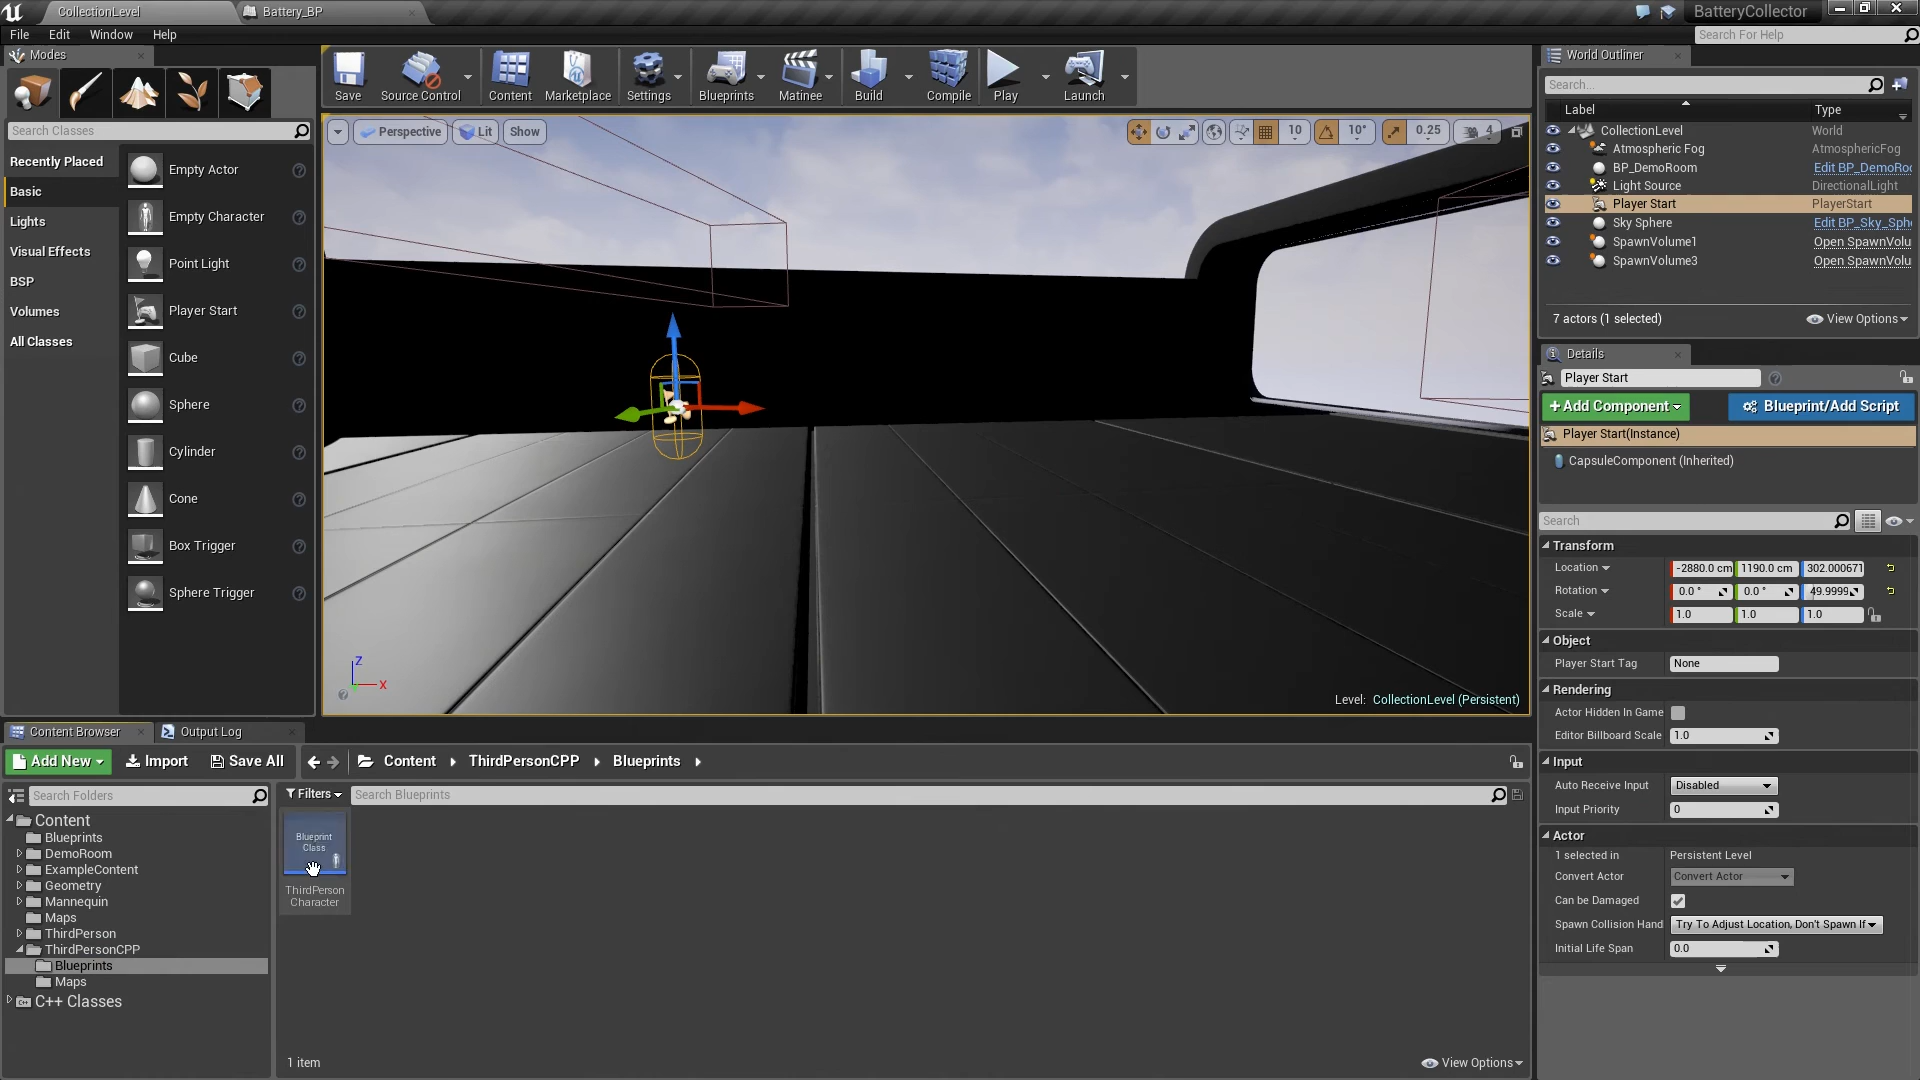 CollectionLevel
Battery_BP
BatteryCollector
File Edit Window Help
Search For Help
Modes
Search Classes
Recently Placed
Basic
Lights
Visual Effects
BSP
Volumes
All Classes
Empty Actor
Empty Character
Point Light
Player Start
Cube
Sphere
Cylinder
Cone
Box Trigger
Sphere Trigger
Save
Source Control
Content
Marketplace
Settings
Blueprints
Matinee
Build
Compile
Play
Launch
Perspective
Lit
Show
10
10°
0.25
4
Z
X
Level: CollectionLevel (Persistent)
World Outliner
Search...
Label Type
CollectionLevel World
Atmospheric Fog AtmosphericFog
BP_DemoRoom Edit BP_DemoRoo
Light Source DirectionalLight
Player Start PlayerStart
Sky Sphere Edit BP_Sky_Sph
SpawnVolume1 Open SpawnVolu
SpawnVolume3 Open SpawnVolu
7 actors (1 selected)
View Options
Details
Player Start
+Add Component
Blueprint/Add Script
Player Start(Instance)
CapsuleComponent (Inherited)
Search
Transform
Location -2880.0 cm 1190.0 cm 302.000671
Rotation 0.0 ° 0.0 ° 49.9999
Scale 1.0 1.0 1.0
Object
Player Start Tag None
Rendering
Actor Hidden In Game
Editor Billboard Scale 1.0
Input
Auto Receive Input Disabled
Input Priority 0
Actor
1 selected in Persistent Level
Convert Actor Convert Actor
Can be Damaged
Spawn Collision Hand Try To Adjust Location, Don't Spawn If
Initial Life Span 0.0
Content Browser
Output Log
Add New
Import
Save All
Content
ThirdPersonCPP
Blueprints
Search Folders
Content
Blueprints
DemoRoom
ExampleContent
Geometry
Mannequin
Maps
ThirdPerson
ThirdPersonCPP
Blueprints
Maps
C++ Classes
Filters
Search Blueprints
Blueprint
Class
ThirdPerson
Character
1 item
View Options